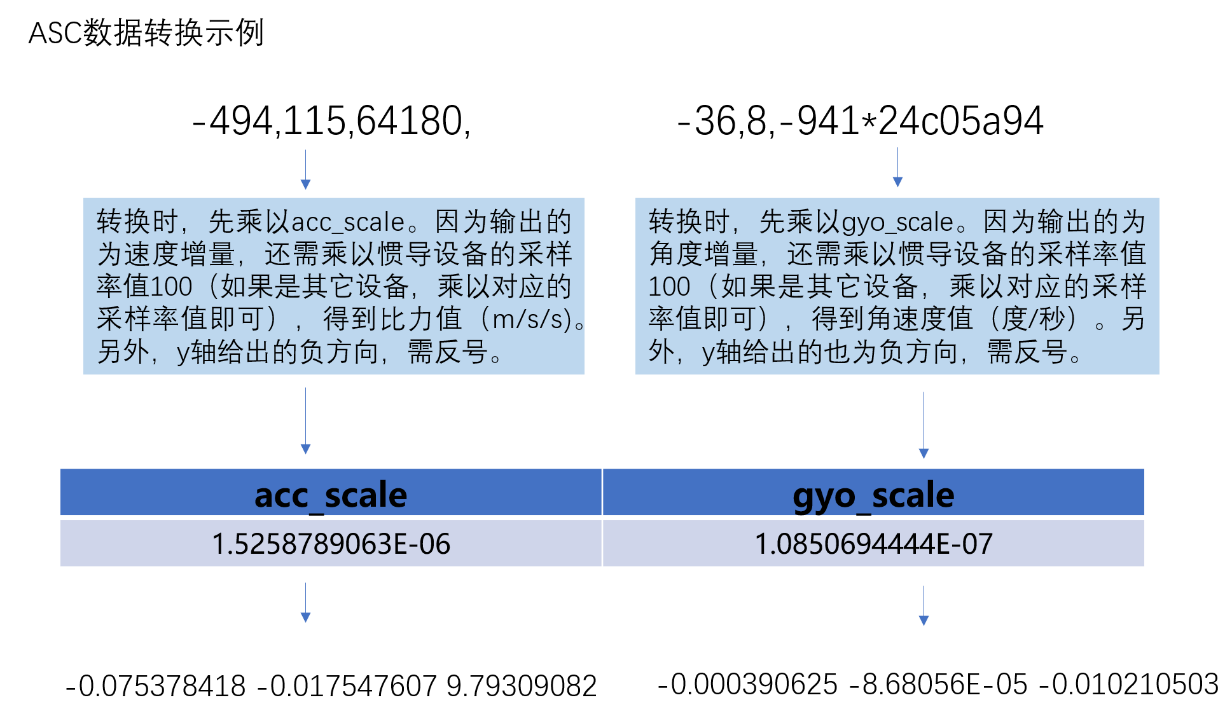 ASC数据转换示例
-494,115,64180,
-36,8,-941*24c05a94
转换时，先乘以acc_scale。因为输出的
为速度增量，还需乘以惯导设备的采样
率值100（如果是其它设备，乘以对应的
采样率值即可），得到比力值（m/s/s)。
另外，y轴给出的负方向，需反号。
转换时，先乘以gyo_scale。因为输出的为
角度增量，还需乘以惯导设备的采样率值
100（如果是其它设备，乘以对应的采样
率值即可），得到角速度值（度/秒）。另
外，y轴给出的也为负方向，需反号。
acc_scale
gyo_scale
1.5258789063E-06
1.0850694444E-07
-0.075378418 -0.017547607 9.79309082
-0.000390625 -8.68056E-05 -0.010210503